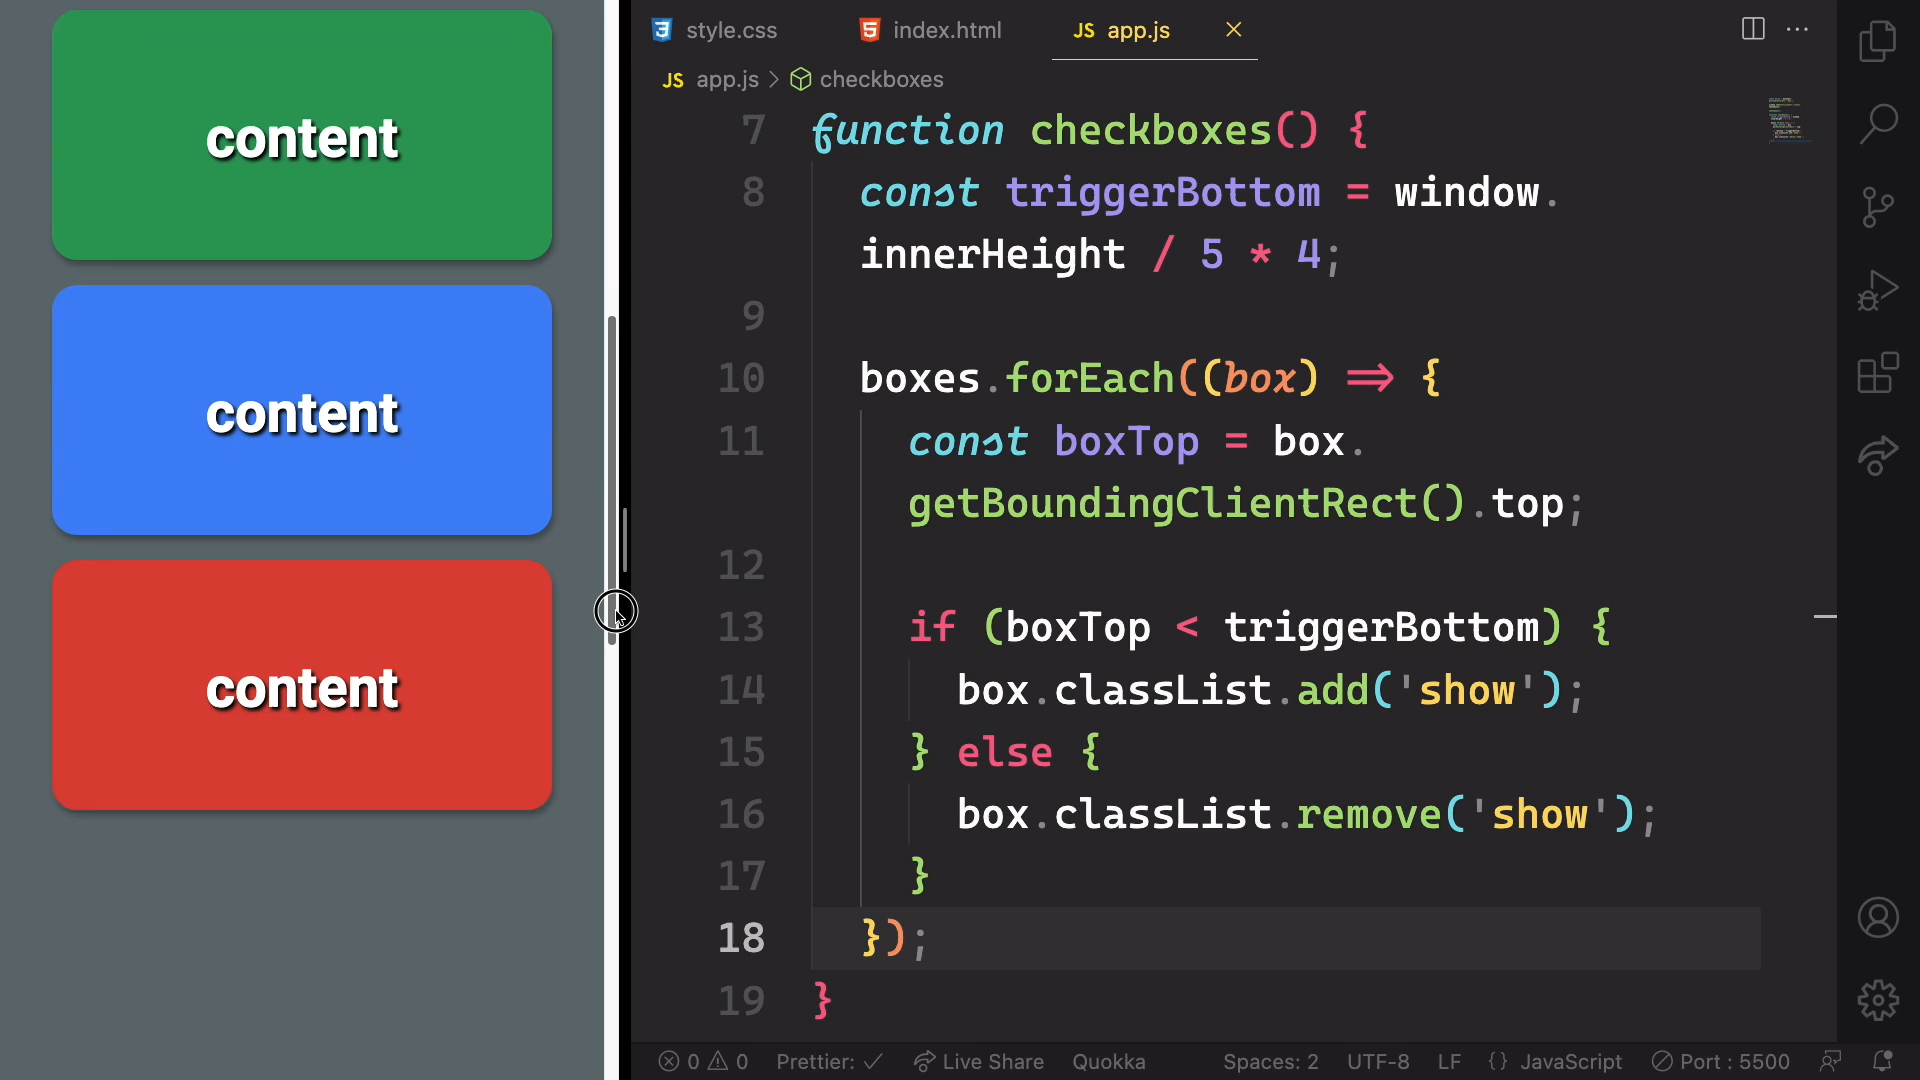 content
content
content
style.css
index.html
JS app.js
JS app.js > checkboxes
7 function checkboxes() {
8 const triggerBottom = window.
innerHeight / 5 * 4;
9
10 boxes.forEach((box) => {
11 const boxTop = box.
getBoundingClientRect().top;
12
13 if (boxTop < triggerBottom) {
14 box.classList.add('show');
15 } else {
16 box.classList.remove('show');
17 }
18 });
19 }
0 0 Prettier: ✓ Live Share Quokka Spaces: 2 UTF-8 LF {} JavaScript Port : 5500